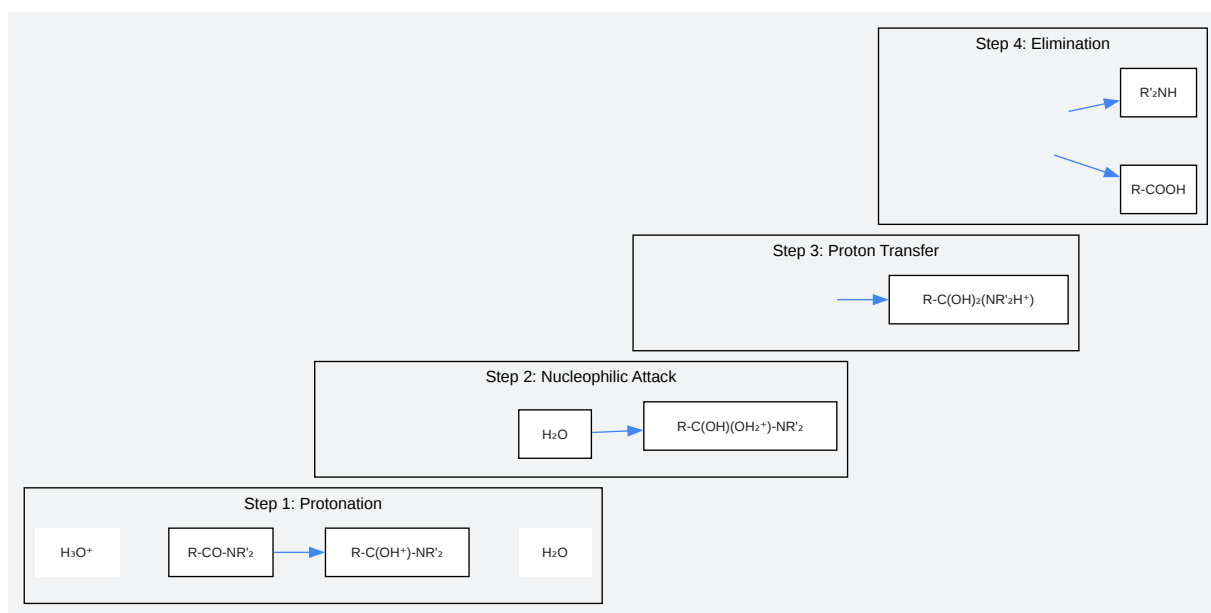 Step 4: Elimination
R'₂NH
R-COOH
Step 3: Proton Transfer
R-C(OH)₂(NR'₂H⁺)
Step 2: Nucleophilic Attack
H₂O
R-C(OH)(OH₂⁺)-NR'₂
Step 1: Protonation
H₃O⁺
R-CO-NR'₂
R-C(OH⁺)-NR'₂
H₂O